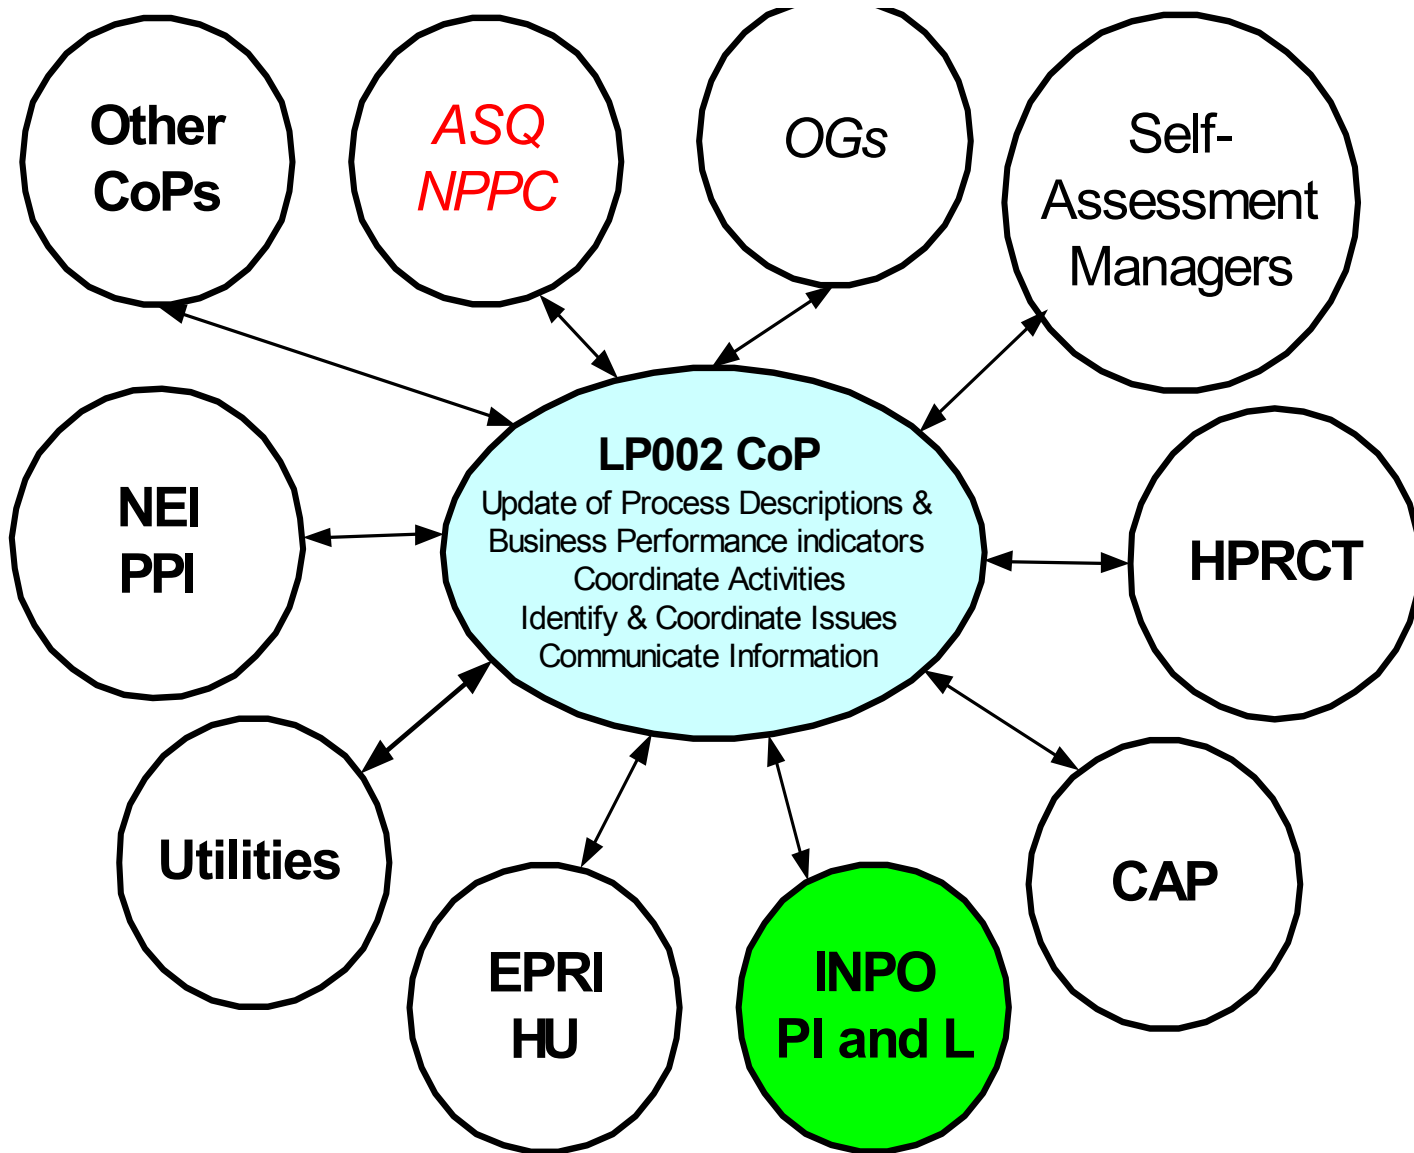 Other
CoPs
ASQ
NPPC
OGs
Self-
Assessment
Managers
LP002 CoP
Update of Process Descriptions &
Business Performance indicators
Coordinate Activities
Identify & Coordinate Issues
Communicate Information
NEI
PPI
HPRCT
Utilities
CAP
EPRI
HU
INPO
PI and L